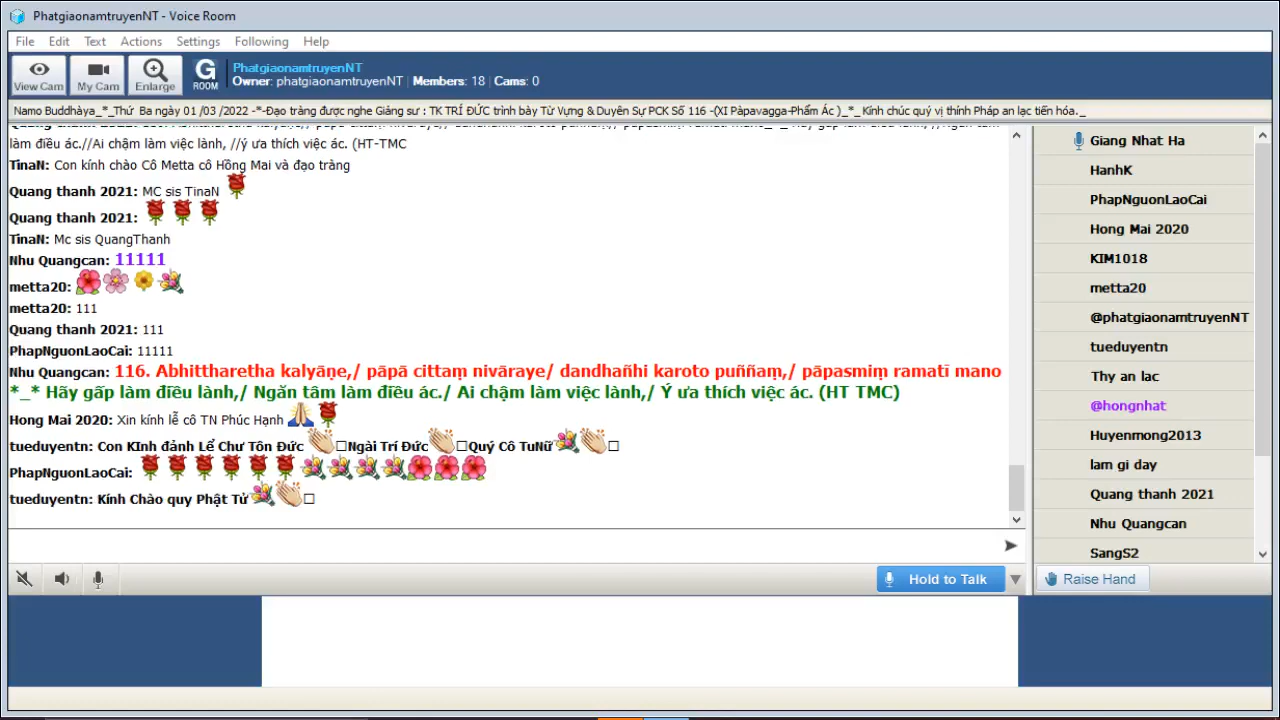 PhatgiaonamtruyenNT - Voice Room
File Edit Text Actions Settings Following Help
View Cam
My Cam
Enlarge
G ROOM
PhatgiaonamtruyenNT
Owner: phatgiaonamtruyenNT | Members: 18 | Cams: 0
Namo Buddhàya_*_Thứ Ba ngày 01 /03 /2022 -*-Đạo tràng được nghe Giảng sư : TK TRÍ ĐỨC trình bày Từ Vựng & Duyên Sự PCK Số 116 -(XI Pàpavagga-Phẩm Ác )_*_Kính chúc quý vị thính Pháp an lạc tiến hóa._
làm điều ác.//Ai chậm làm việc lành, //ý ưa thích việc ác. (HT-TMC
TinaN: Con kính chào Cô Metta cô Hồng Mai và đạo tràng
Quang thanh 2021: MC sis TinaN
Quang thanh 2021:
TinaN: Mc sis QuangThanh
Nhu Quangcan: 11111
metta20:
metta20: 111
Quang thanh 2021: 111
PhapNguonLaoCai: 11111
Nhu Quangcan: 116. Abhittharetha kalyāṇe,/ pāpā cittaṃ nivāraye/ dandhañhi karoto puññaṃ,/ pāpasmiṃ ramatī mano
*_* Hãy gấp làm điều lành,/ Ngăn tâm làm điều ác./ Ai chậm làm việc lành,/ Ý ưa thích việc ác. (HT TMC)
Hong Mai 2020: Xin kính lễ cô TN Phúc Hạnh
tueduyentn: Con KInh đảnh Lể Chư Tôn Đức Ngài Trí Đức Quý Cô TuNữ
PhapNguonLaoCai:
tueduyentn: Kính Chào quy Phật Tử
Giang Nhat Ha
HanhK
PhapNguonLaoCai
Hong Mai 2020
KIM1018
metta20
@phatgiaonamtruyenNT
tueduyentn
Thy an lac
@hongnhat
Huyenmong2013
lam gi day
Quang thanh 2021
Nhu Quangcan
SangS2
Hold to Talk
Raise Hand